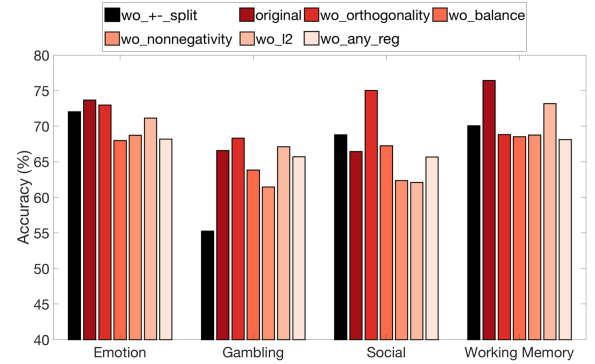 wo_+-_split original wo_orthogonality wo_balance
wo_nonnegativity wo_l2 wo_any_reg
80
75
70
65
60
55
50
45
40
Accuracy (%)
Emotion Gambling Social Working Memory